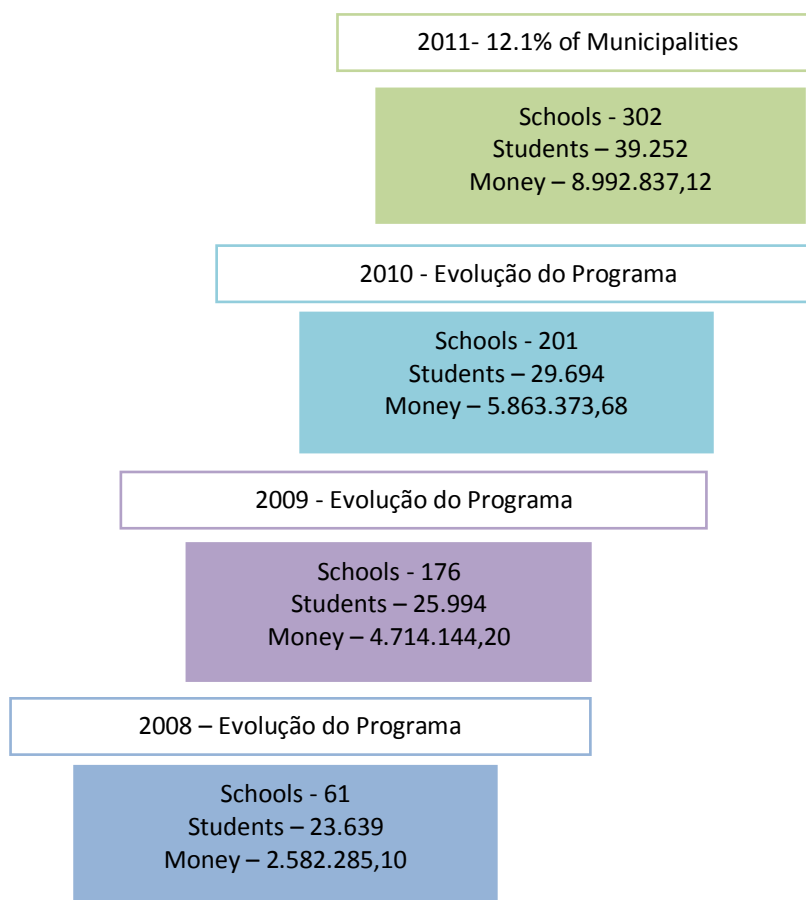 2011- 12.1% of Municipalities
Schools - 302
Students – 39.252
Money – 8.992.837,12
2010 - Evolução do Programa
Schools - 201
Students – 29.694
Money – 5.863.373,68
2009 - Evolução do Programa
Schools - 176
Students – 25.994
Money – 4.714.144,20
2008 – Evolução do Programa
Schools - 61
Students – 23.639
Money – 2.582.285,10